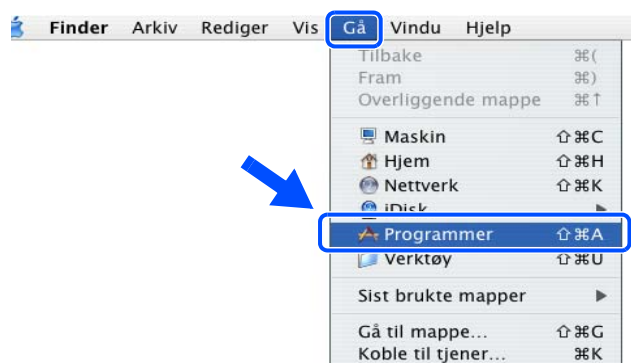 Finder Arkiv Rediger Vis Gå Vindu Hjelp
Tilbake ⌘(
Fram ⌘)
Overliggende mappe ⌘↑
Maskin ⇧⌘C
Hjem ⇧⌘H
Nettverk ⇧⌘K
iDisk ▶
Programmer ⇧⌘A
Verktøy ⇧⌘U
Sist brukte mapper ▶
Gå til mappe... ⇧⌘G
Koble til tjener... ⌘K